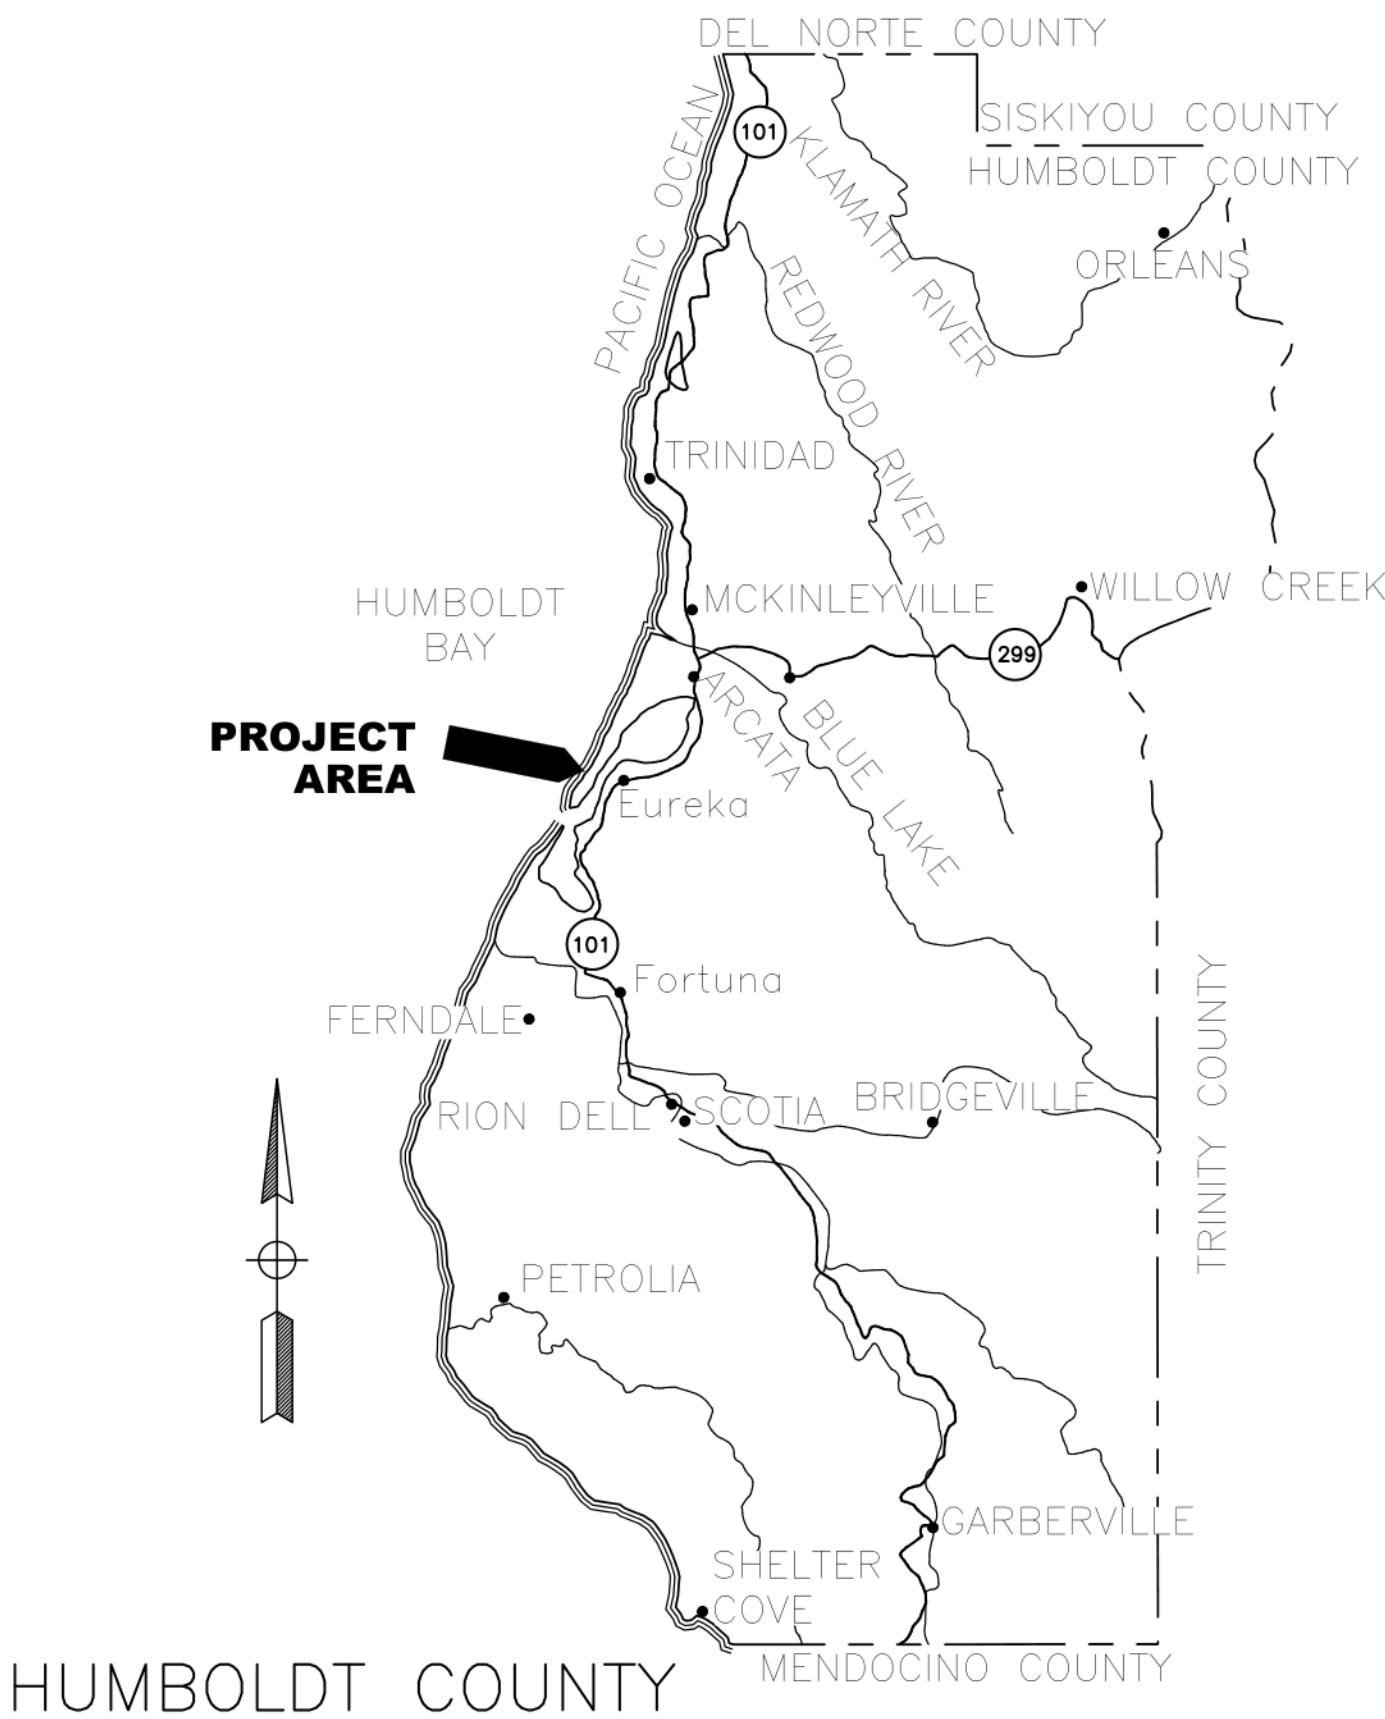 DEL NORTE COUNTY
PACIFIC OCEAN
101
SISKIYOU COUNTY
HUMBOLDT COUNTY
KLAMATH RIVER
ORLEANS
REDWOOD RIVER
TRINIDAD
HUMBOLDT
BAY
MCKINLEYVILLE
WILLOW CREEK
299
ARCATA
BLUE LAKE
PROJECT
AREA
Eureka
101
Fortuna
FERNDALE
TRINITY COUNTY
RION DELL
SCOTIA
BRIDGEVILLE
PETROLIA
GARBERVILLE
SHELTER
COVE
MENDOCINO COUNTY
HUMBOLDT COUNTY